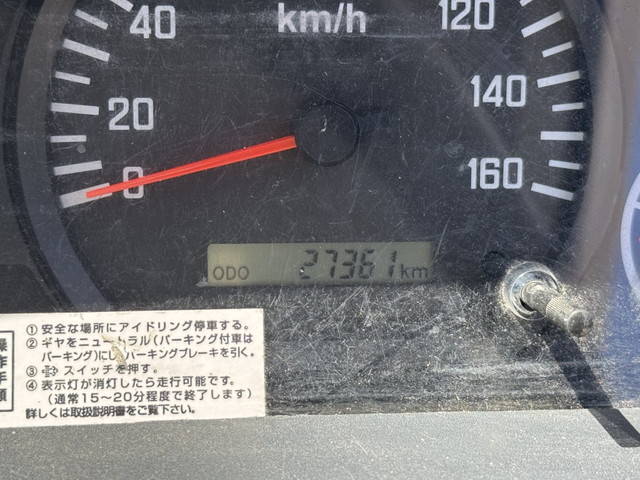 40
km/h
120
20
140
0
160
ODO 27361 km
操作手順
① 安全な場所にアイドリング停車する。
② ギヤをニュートラル(パーキング付車は
パーキング)にしパーキングブレーキを引く。
③ スイッチを押す。
④ 表示灯が消灯したら走行可能です。
(通常15~20分程度で終了します)
詳しくは取扱説明書をご覧下さい。